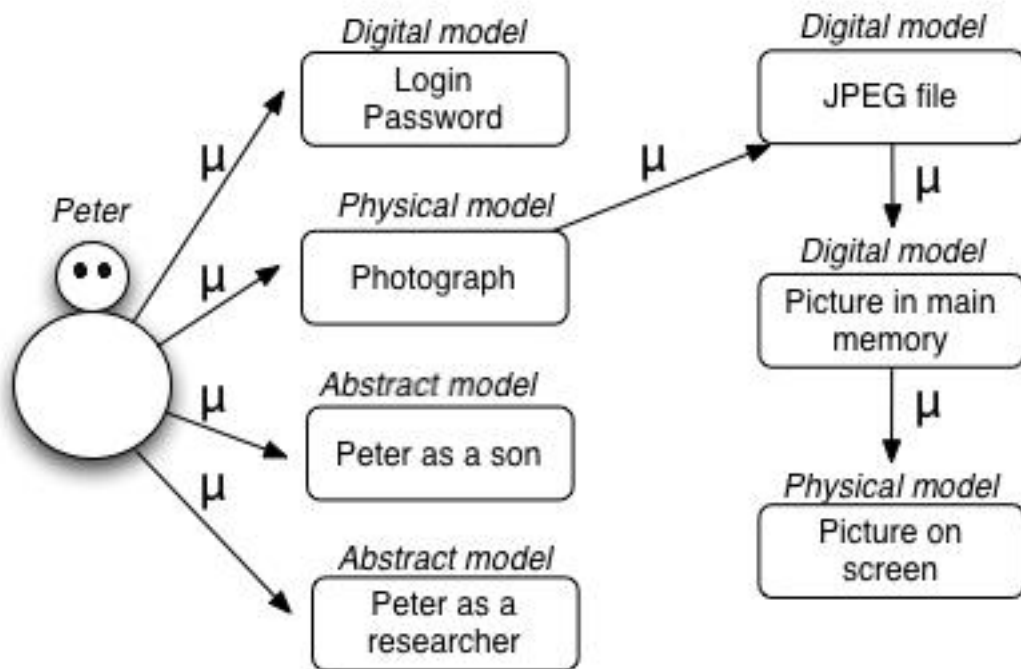 Peter
Digital model
Login
Password
μ
Physical model
Photograph
μ
Abstract model
Peter as a son
μ
Abstract model
Peter as a
researcher
μ
μ
Digital model
JPEG file
μ
Digital model
Picture in main
memory
μ
Physical model
Picture on
screen